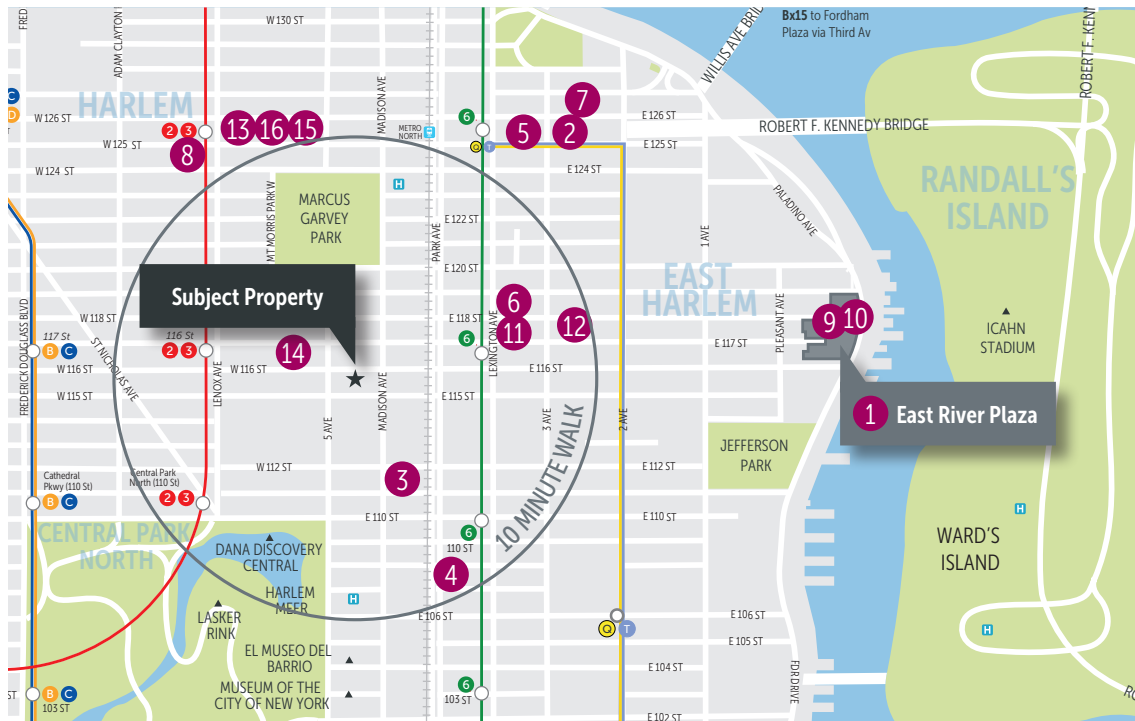 FRED
ADAM CLAYTON
W 130 ST
Bx15 to Fordham
Plaza via Third Av
WILLIS AVE BRI
ROBERT F. KENN
ROBERT F. KEN
C
D
HARLEM
W 126 ST
2 3
13 16 15
MADISON AVE
METRO
NORTH
6
5
2
7
E 126 ST
ROBERT F. KENNEDY BRIDGE
W 125 ST
8
Q T
E 125 ST
W 124 ST
E 124 ST
H
MT MORRIS PARK W
MARCUS
GARVEY
PARK
PARK AVE
E 122 ST
PALADINO AVE
RANDALL'S
ISLAND
1 AVE
E 120 ST
EAST
HARLEM
Subject Property
FREDERICK DOUGLASS BLVD
W 118 ST
ST NICHOLAS AVE
117 St
B C
116 St
2 3
14
LENOX AVE
W 116 ST
W 116 ST
W 115 ST
E 118 ST
6
LEXINGTON AVE
6
11
12
E 117 ST
PLEASANT AVE
9 10
ICAHN
STADIUM
E 116 ST
E 115 ST
5 AVE
MADISON AVE
3 AVE
2 AVE
1 East River Plaza
10 MINUTE WALK
JEFFERSON
PARK
W 112 ST
E 112 ST
3
Cathedral
Pkwy (110 St)
B C
Central Park
North (110 St)
2 3
E 110 ST
E 110 ST
6
110 ST
CENTRAL PARK
NORTH
DANA DISCOVERY
CENTRAL
HARLEM
MEER
H
4
LASKER
RINK
E 106 ST
E 106 ST
Q T
E 105 ST
EL MUSEO DEL
BARRIO
E 104 ST
MUSEUM OF THE
CITY OF NEW YORK
6
103 ST
ST
B C
103 ST
E 102 ST
FDR DRIVE
H
WARD'S
ISLAND
H
RO